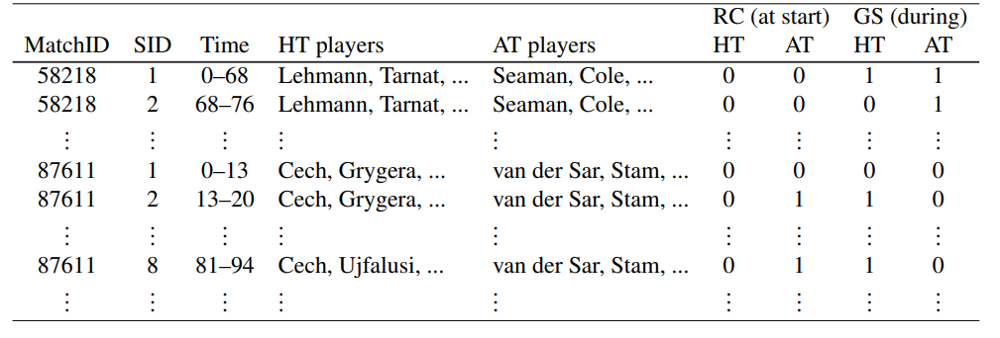 RC (at start) GS (during)
MatchID SID Time HT players AT players HT AT HT AT
58218 1 0–68 Lehmann, Tarnat, ... Seaman, Cole, ... 0 0 1 1
58218 2 68–76 Lehmann, Tarnat, ... Seaman, Cole, ... 0 0 0 1
⋮ ⋮ ⋮ ⋮ ⋮ ⋮ ⋮ ⋮ ⋮
87611 1 0–13 Cech, Grygera, ... van der Sar, Stam, ... 0 0 0 0
87611 2 13–20 Cech, Grygera, ... van der Sar, Stam, ... 0 1 1 0
⋮ ⋮ ⋮ ⋮ ⋮ ⋮ ⋮ ⋮ ⋮
87611 8 81–94 Cech, Ujfalusi, ... van der Sar, Stam, ... 0 1 1 0
⋮ ⋮ ⋮ ⋮ ⋮ ⋮ ⋮ ⋮ ⋮